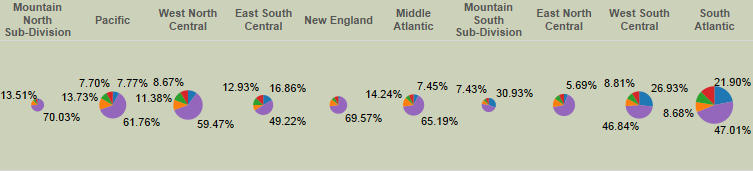 Mountain North Sub-Division
Pacific
West North Central
East South Central
New England
Middle Atlantic
Mountain South Sub-Division
East North Central
West South Central
South Atlantic
7.70% 7.77% 8.67% 12.93% 16.86% 14.24% 7.45% 7.43% 30.93% 5.69% 8.81% 26.93% 21.90%
13.51% 13.73% 11.38% 8.68%
70.03% 61.76% 59.47% 49.22% 69.57% 65.19% 46.84% 47.01%